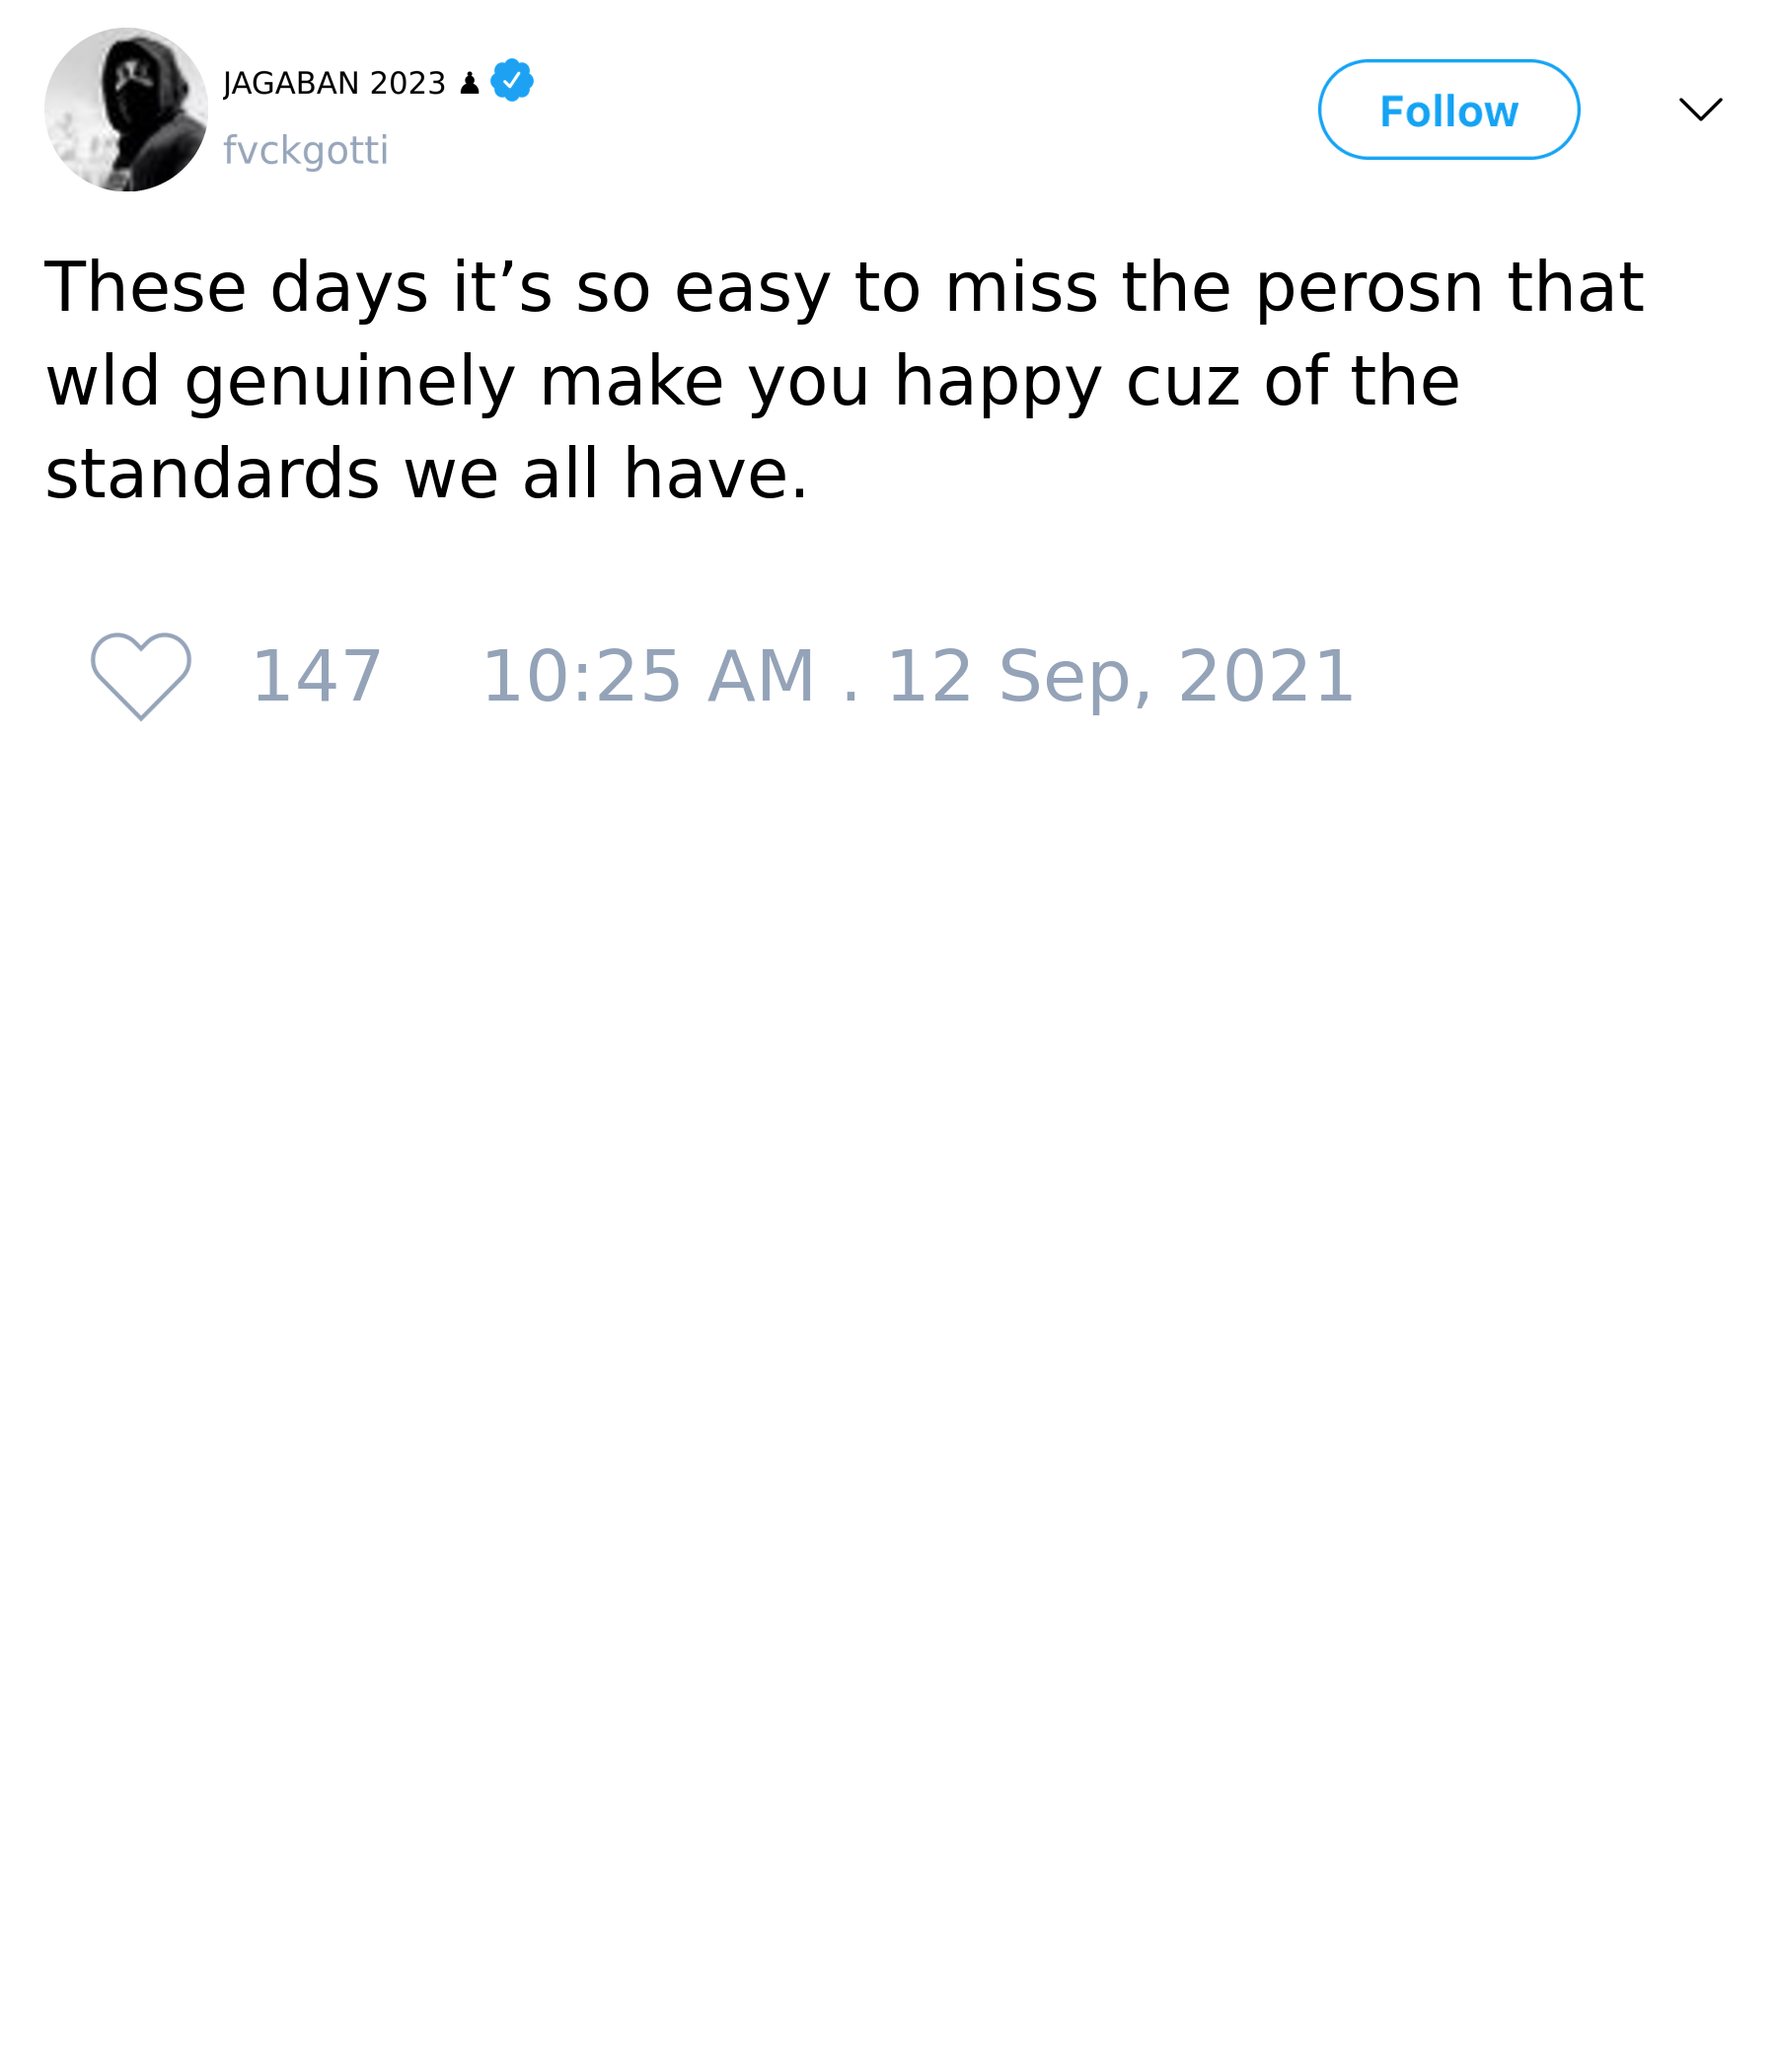 JAGABAN 2023 ♟
fvckgotti
Follow
These days it’s so easy to miss the perosn that
wld genuinely make you happy cuz of the
standards we all have.
147 10:25 AM . 12 Sep, 2021